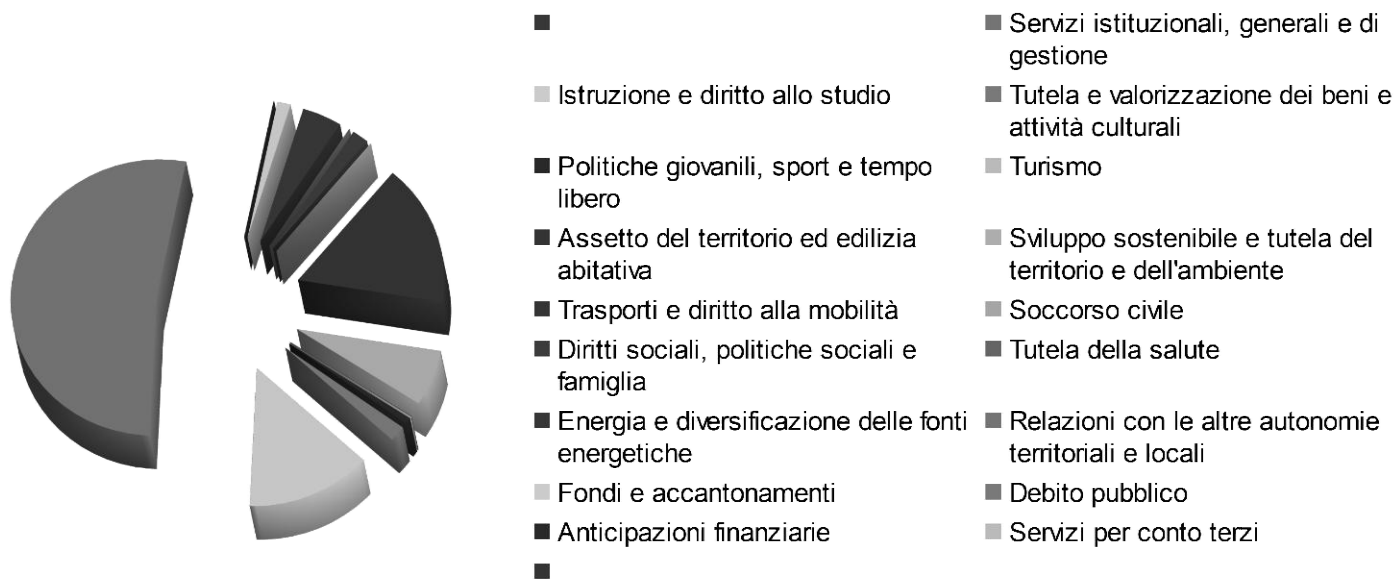 Servizi istituzionali, generali e di
gestione
Istruzione e diritto allo studio
Tutela e valorizzazione dei beni e
attività culturali
Politiche giovanili, sport e tempo
libero
Turismo
Assetto del territorio ed edilizia
abitativa
Sviluppo sostenibile e tutela del
territorio e dell'ambiente
Trasporti e diritto alla mobilità
Soccorso civile
Diritti sociali, politiche sociali e
famiglia
Tutela della salute
Energia e diversificazione delle fonti
energetiche
Relazioni con le altre autonomie
territoriali e locali
Fondi e accantonamenti
Debito pubblico
Anticipazioni finanziarie
Servizi per conto terzi